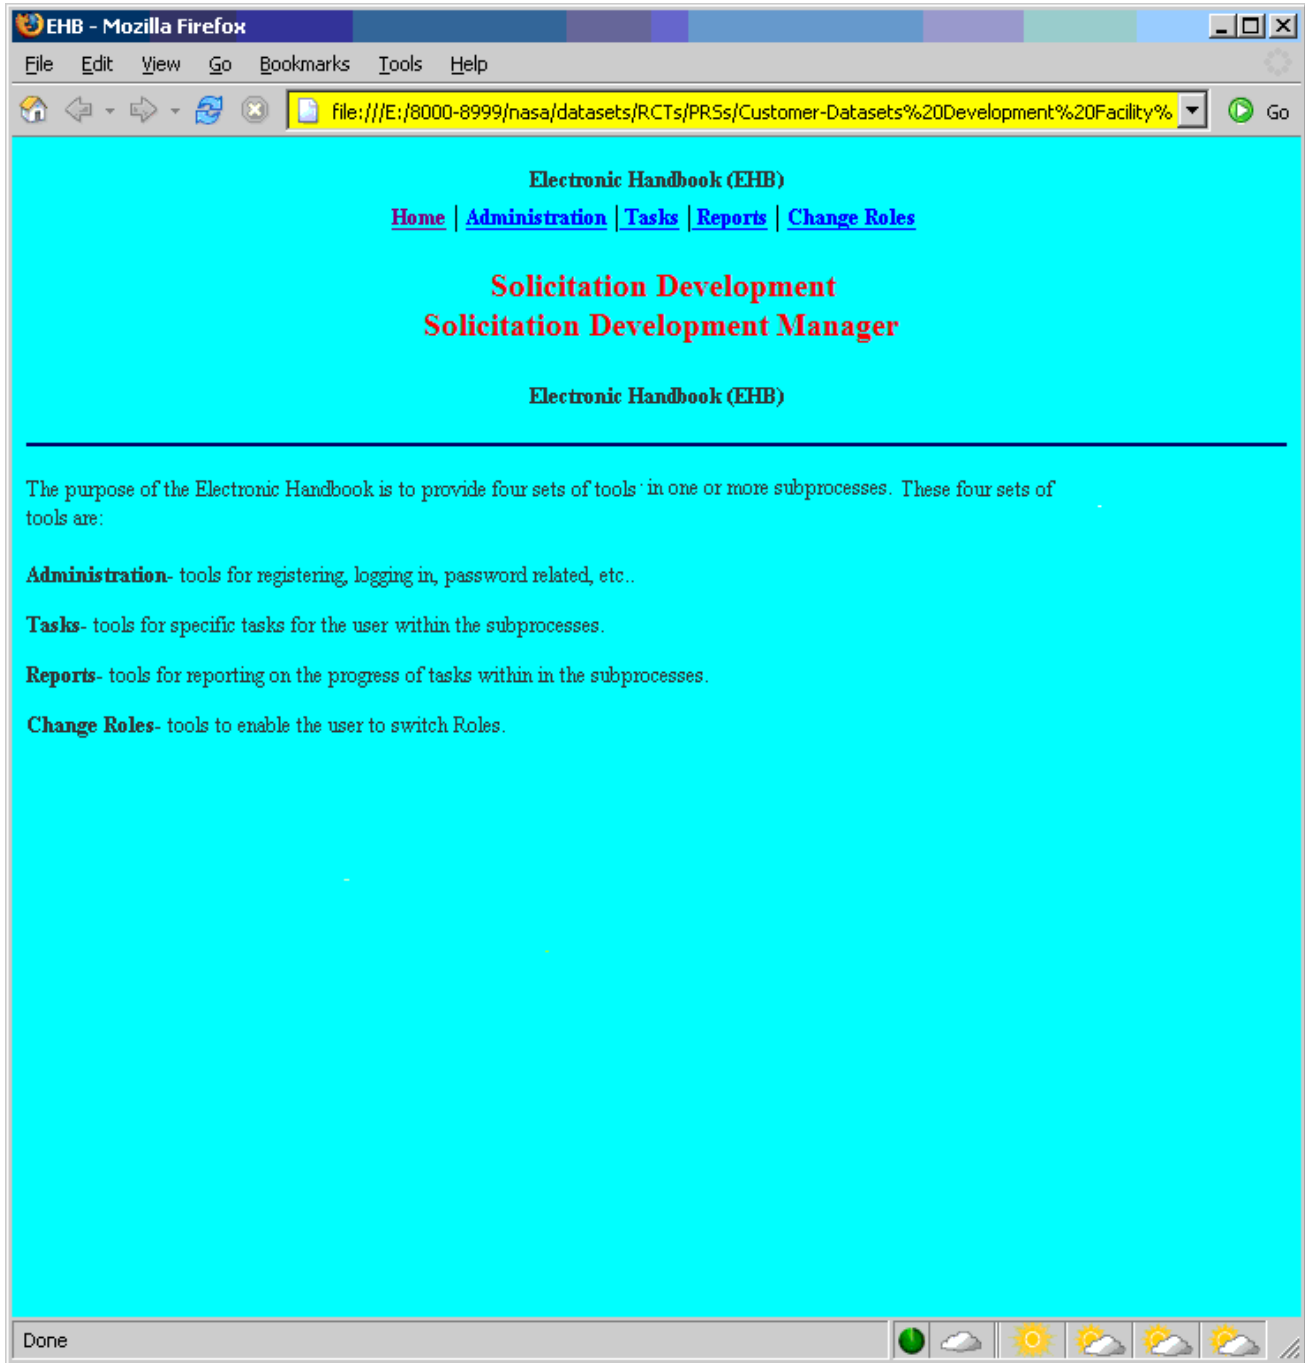 EHB - Mozilla Firefox
File Edit View Go Bookmarks Tools Help
file:///E:/8000-8999/nasa/datasets/RCTs/PRSs/Customer-Datasets%20Development%20Facility% Go
Electronic Handbook (EHB)
Home | Administration | Tasks | Reports | Change Roles
Solicitation Development
Solicitation Development Manager
Electronic Handbook (EHB)
The purpose of the Electronic Handbook is to provide four sets of tools in one or more subprocesses. These four sets of
tools are:
Administration- tools for registering, logging in, password related, etc..
Tasks- tools for specific tasks for the user within the subprocesses.
Reports- tools for reporting on the progress of tasks within in the subprocesses.
Change Roles- tools to enable the user to switch Roles.
Done